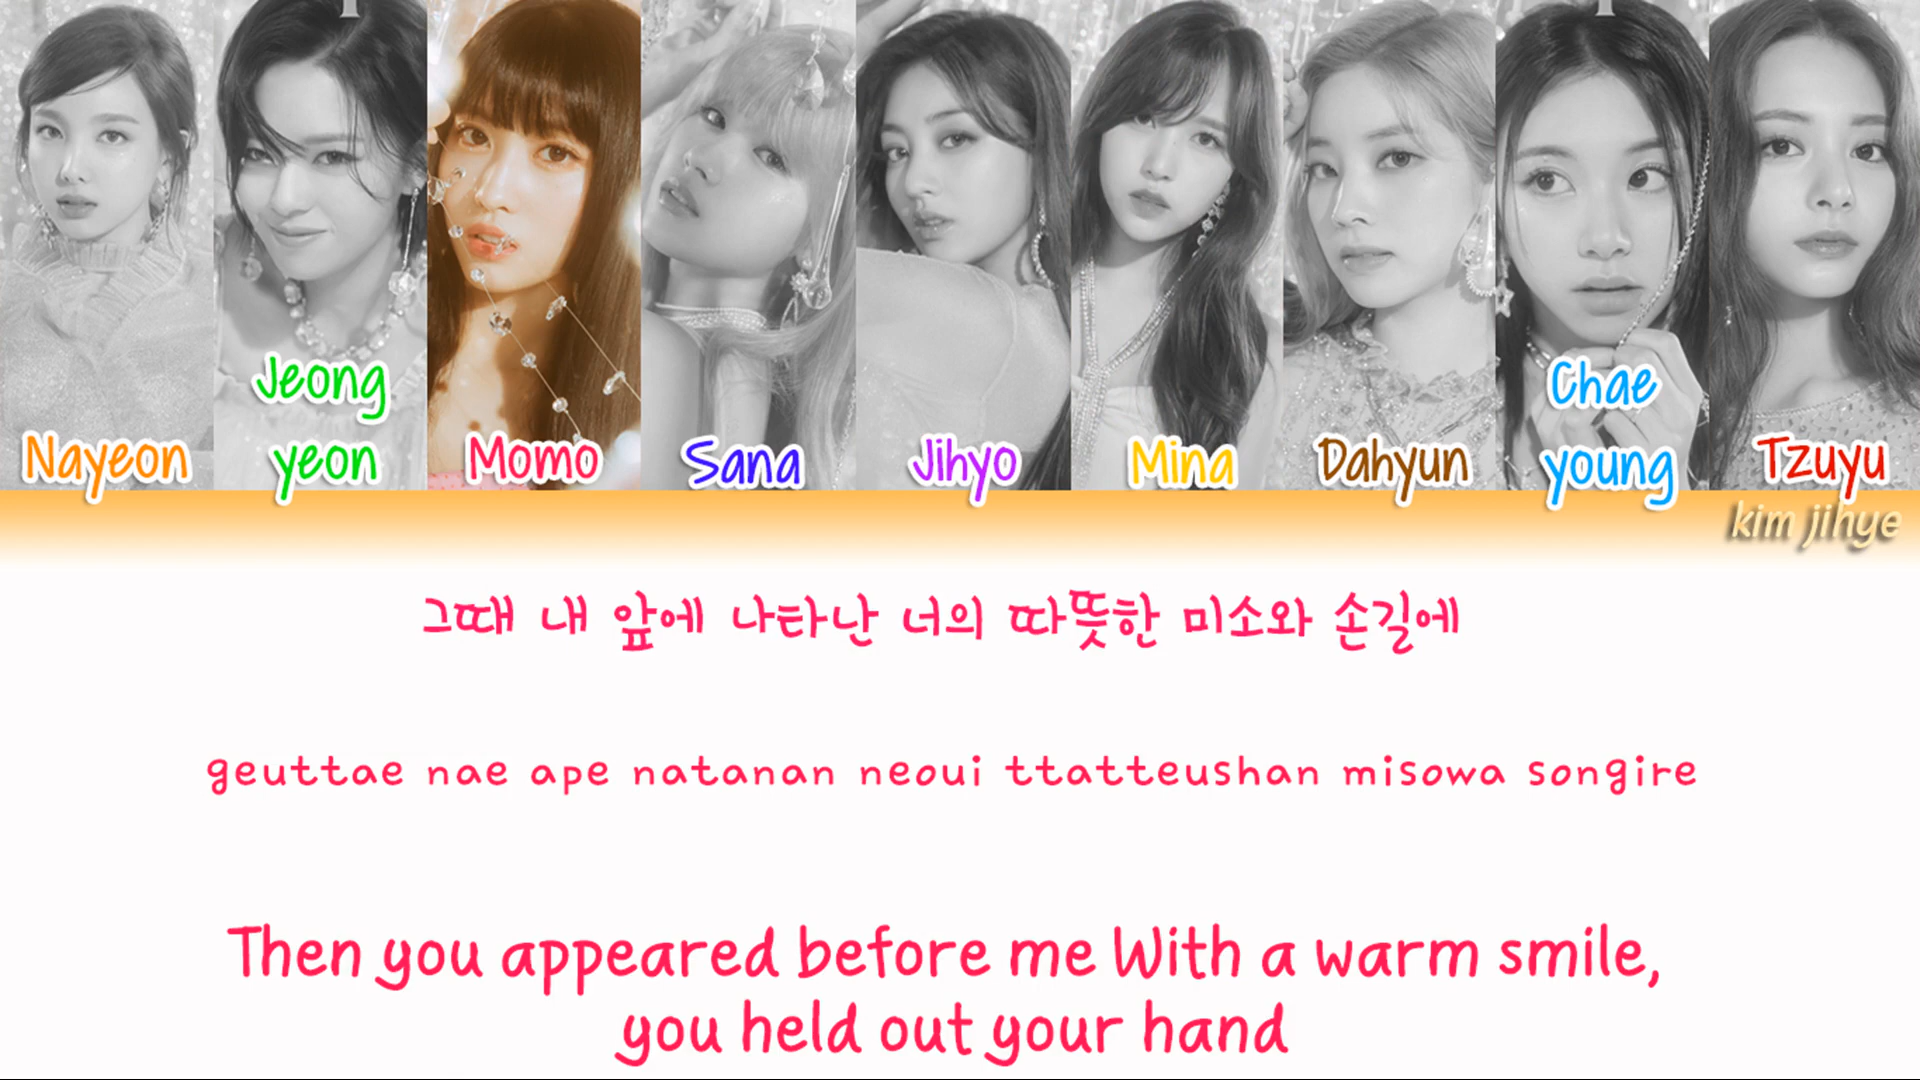 Nayeon
Jeong
yeon
Momo
Sana
Jihyo
Mina
Dahyun
Chae
young
Tzuyu
kim jihye
그때 내 앞에 나타난 너의 따뜻한 미소와 손길에
geuttae nae ape natanan neoui ttatteushan misowa songire
Then you appeared before me With a warm smile,
you held out your hand